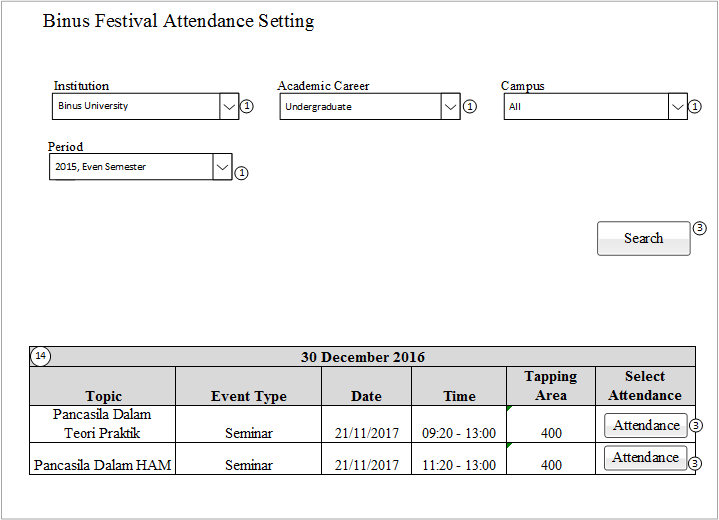 Binus Festival Attendance Setting
Institution Academic Career Campus
Binus University 1 Undergraduate 1 All 1
Period
2015, Even Semester 1
Search 3
14 30 December 2016
Topic Event Type Date Time Tapping Area Select Attendance
Pancasila Dalam
Teori Praktik Seminar 21/11/2017 09:20 - 13:00 400 Attendance 3
Pancasila Dalam HAM Seminar 21/11/2017 11:20 - 13:00 400 Attendance 3